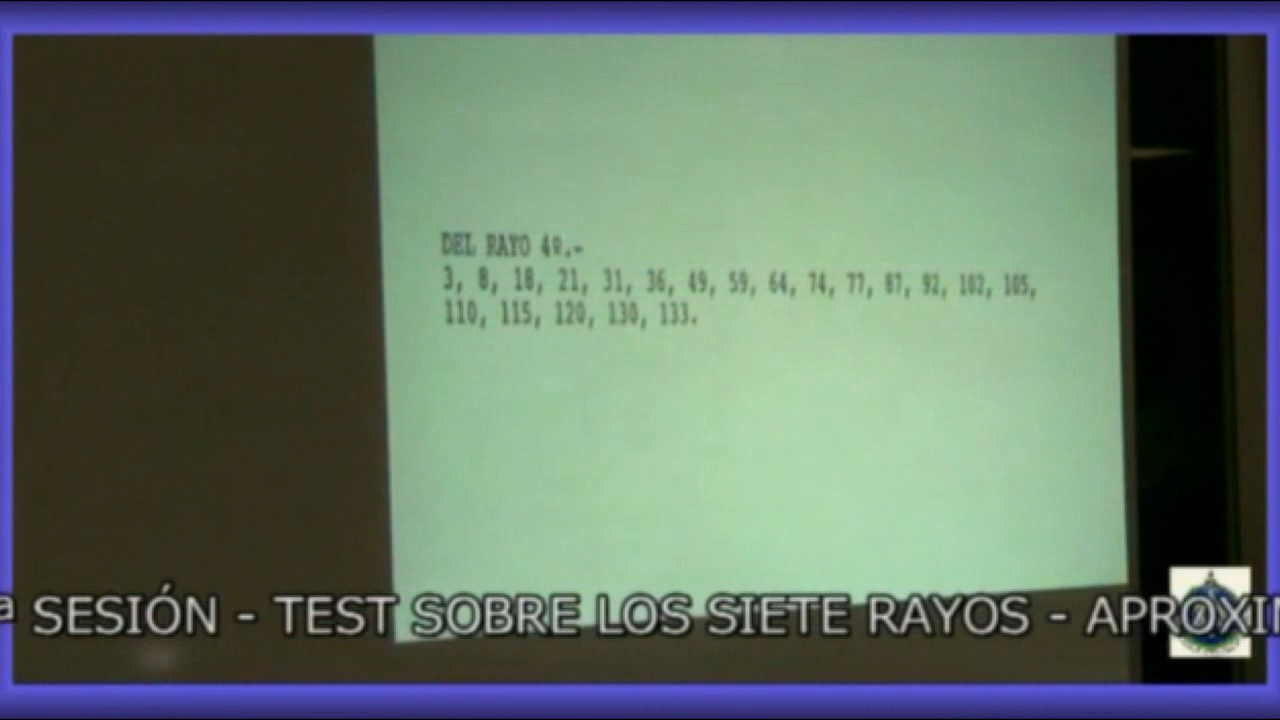 DEL RAYO 4º.-
3, 8, 18, 21, 31, 36, 49, 59, 64, 74, 77, 87, 92, 102, 105,
110, 115, 120, 130, 133.
ª SESIÓN - TEST SOBRE LOS SIETE RAYOS - APROXI